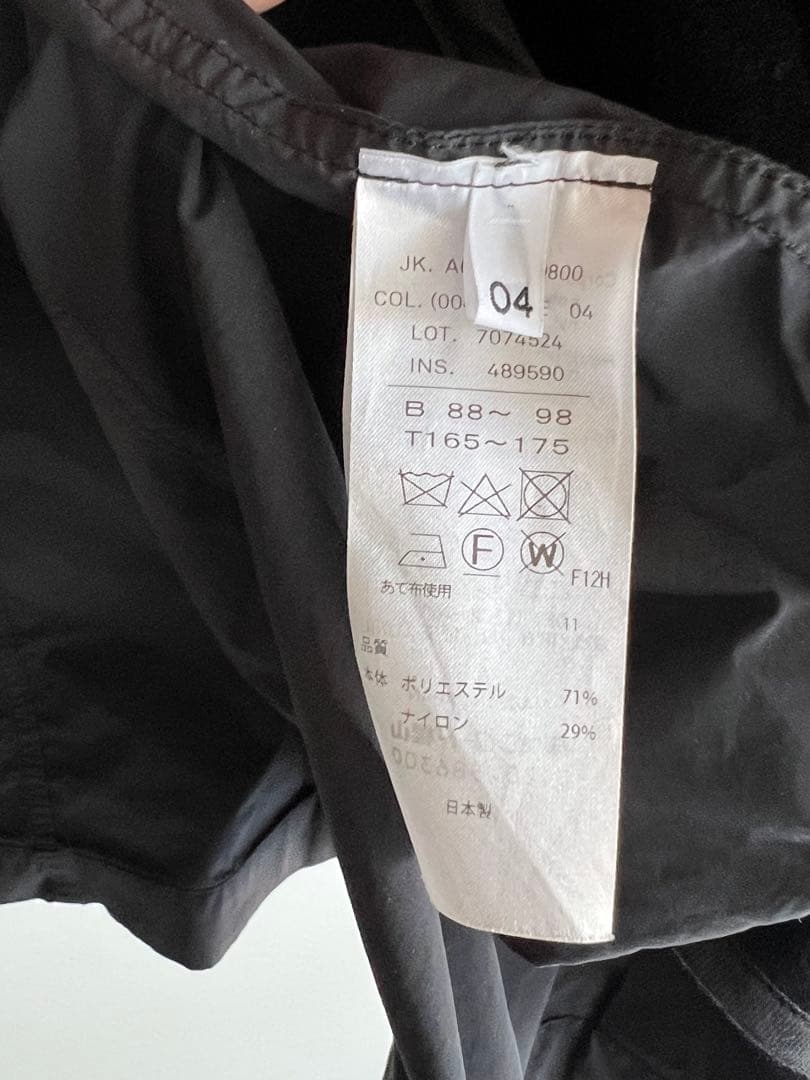 JK. 9800
COL. (00 04
04
LOT. 7074524
INS. 489590
B 88～ 98
T165～175
F W
F12H
あて布使用
11
品質
本体 ポリエステル 71%
ナイロン 29%
日本製